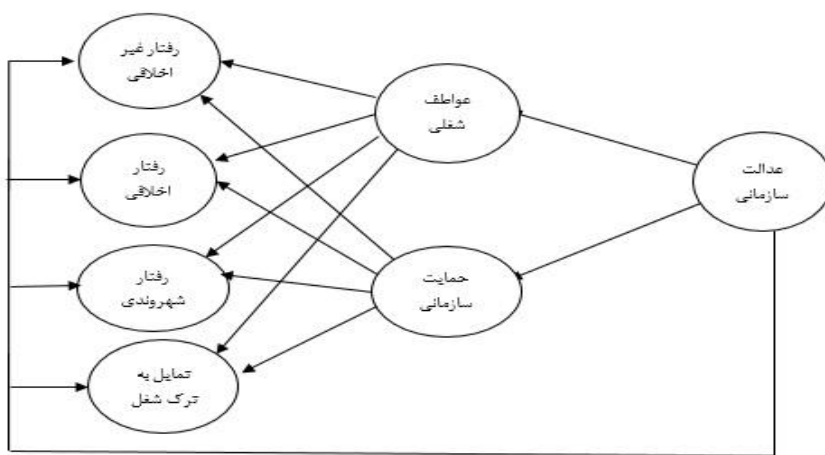 رفتار غیر
اخلاقی
عواطف
شغلی
رفتار
اخلاقی
عدالت
سازمانی
حمایت
سازمانی
رفتار
شهروندی
تمایل به
ترک شغل